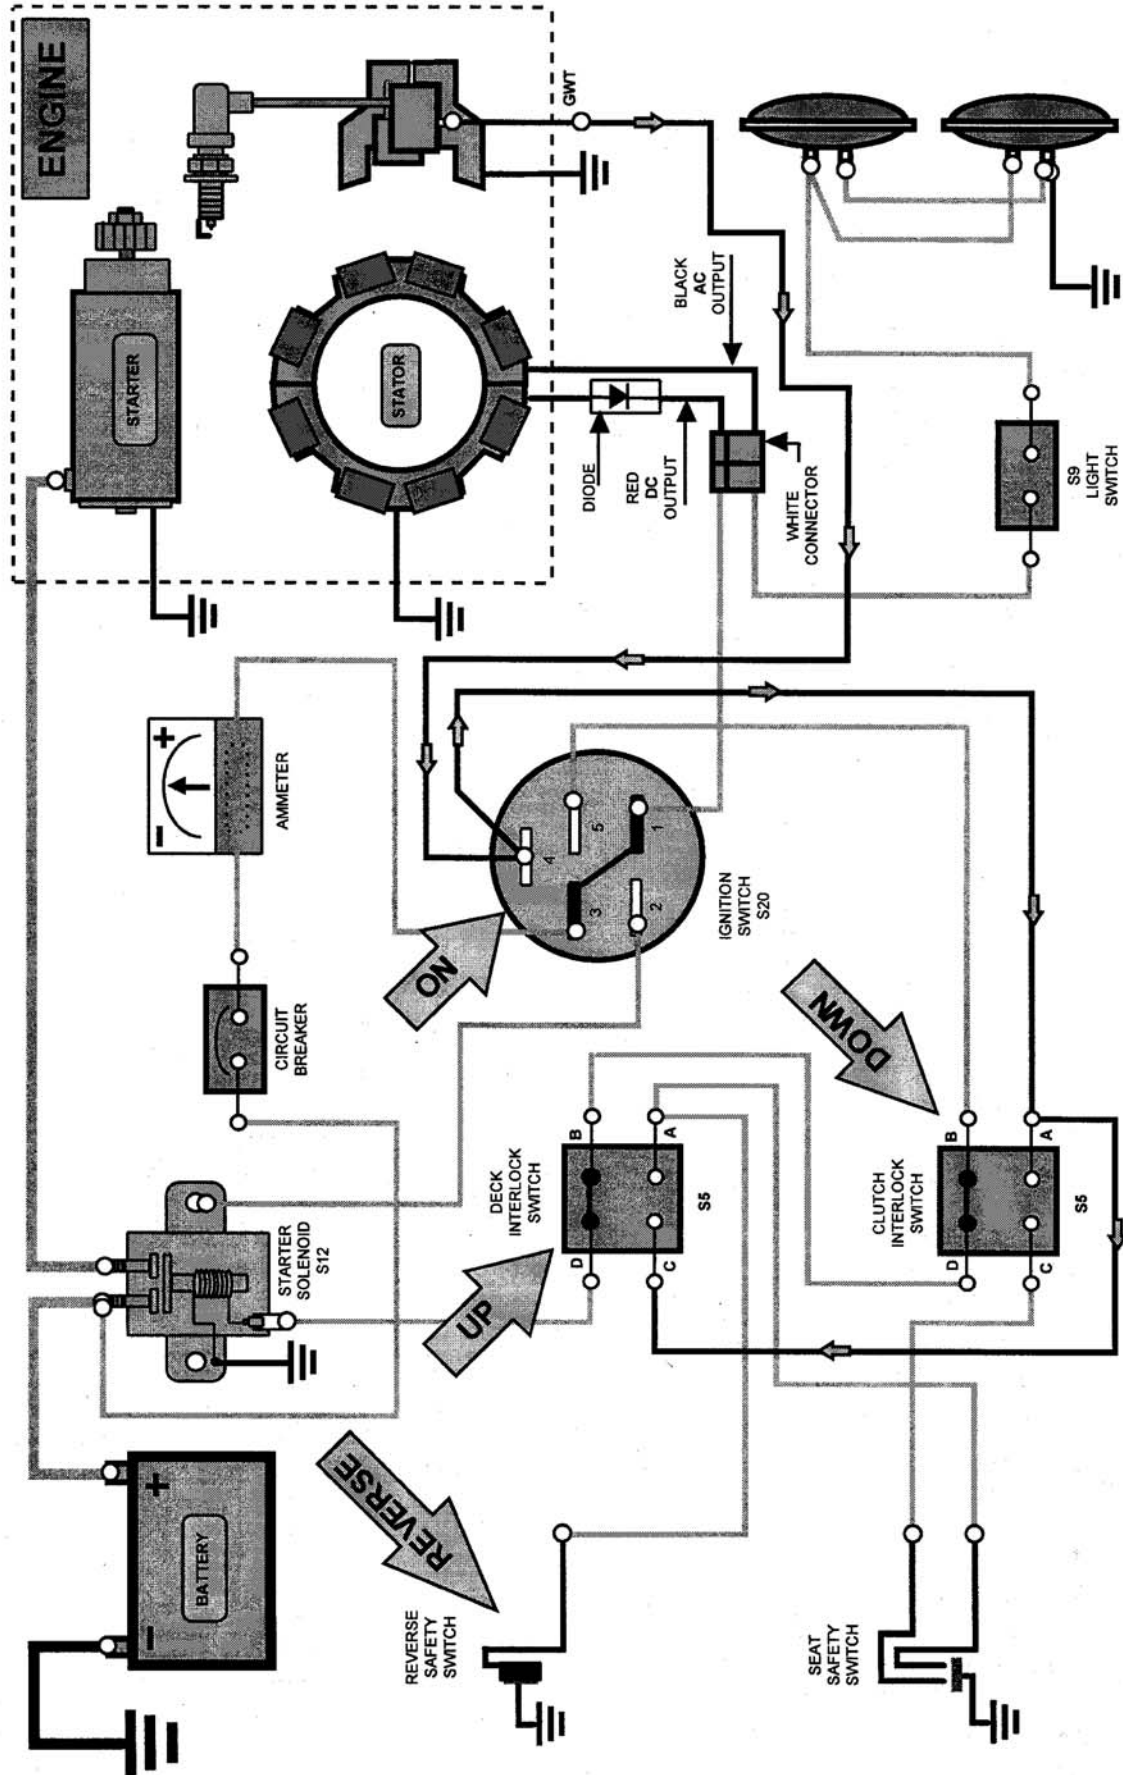 ENGINE
STARTER
STATOR
GWT
BLACK
AC
OUTPUT
DIODE
RED
DC
OUTPUT
WHITE
CONNECTOR
S9
LIGHT
SWITCH
+
−
AMMETER
CIRCUIT
BREAKER
ON
4
5
3
1
2
IGNITION
SWITCH
S20
STARTER
SOLENOID
S12
DECK
INTERLOCK
SWITCH
B
A
D
C
S5
UP
DOWN
CLUTCH
INTERLOCK
SWITCH
B
A
D
C
S5
+
−
BATTERY
REVERSE
REVERSE
SAFETY
SWITCH
SEAT
SAFETY
SWITCH